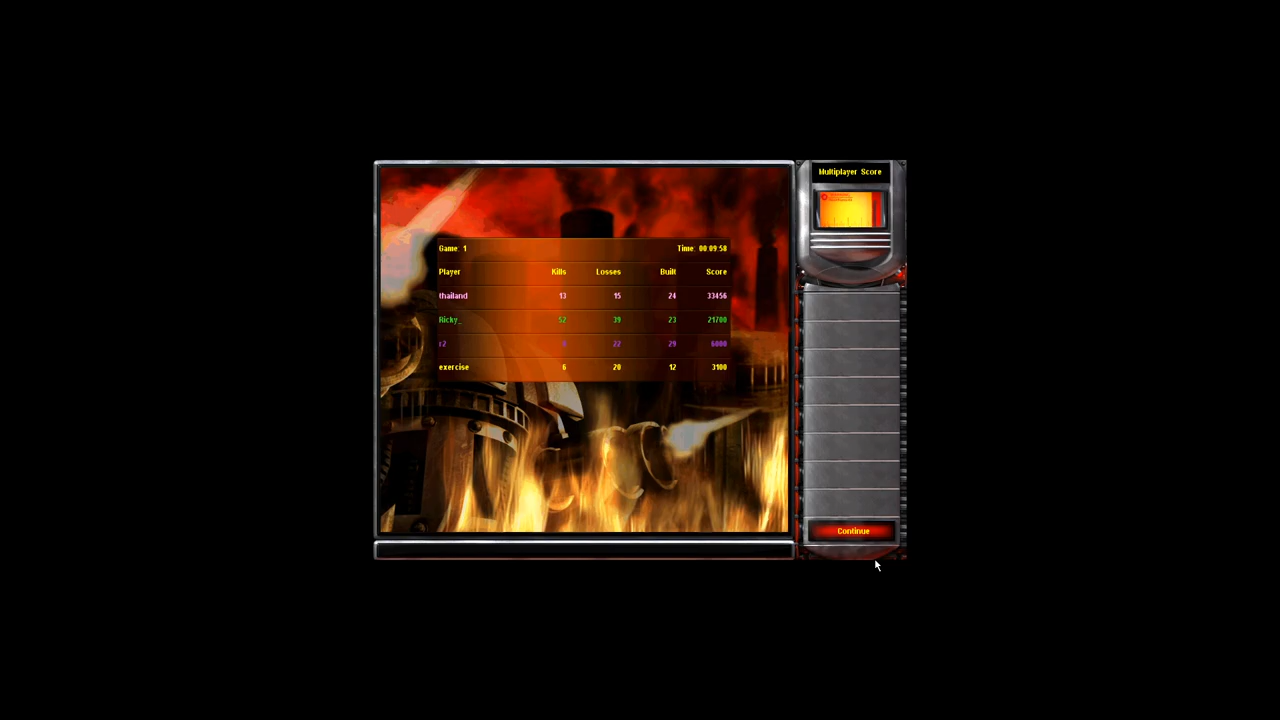 Multiplayer Score
Game: 1 Time: 00:09:58
Player Kills Losses Built Score
thailand 13 15 24 33456
Ricky_ 52 39 23 21700
r2 22 29 6000
exercise 6 20 12 3100
Continue